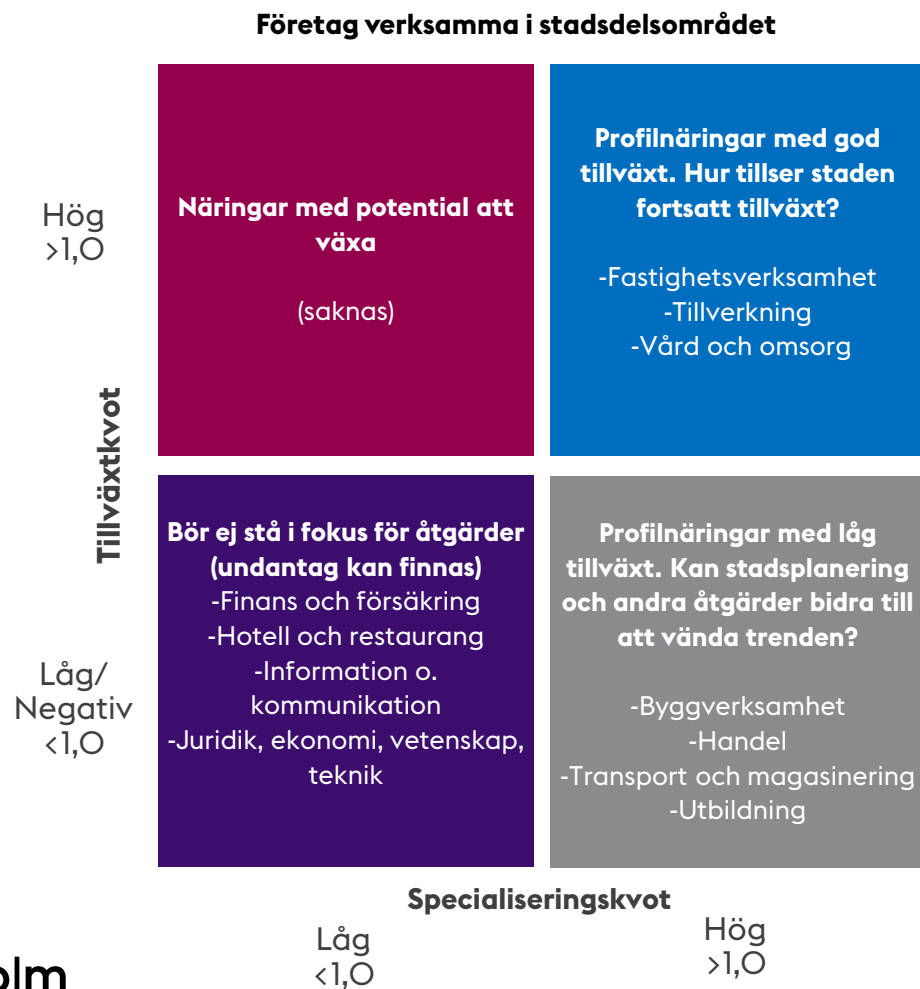 Företag verksamma i stadsdelsområdet
Hög
>1,0
Näringar med potential att
växa
(saknas)
Profilnäringar med god
tillväxt. Hur tillser staden
fortsatt tillväxt?
-Fastighetsverksamhet
-Tillverkning
-Vård och omsorg
Tillväxtkvot
Låg/
Negativ
<1,0
Bör ej stå i fokus för åtgärder
(undantag kan finnas)
-Finans och försäkring
-Hotell och restaurang
-Information o.
kommunikation
-Juridik, ekonomi, vetenskap,
teknik
Profilnäringar med låg
tillväxt. Kan stadsplanering
och andra åtgärder bidra till
att vända trenden?
-Byggverksamhet
-Handel
-Transport och magasinering
-Utbildning
Specialiseringskvot
Låg
<1,0
Hög
>1,0
olm